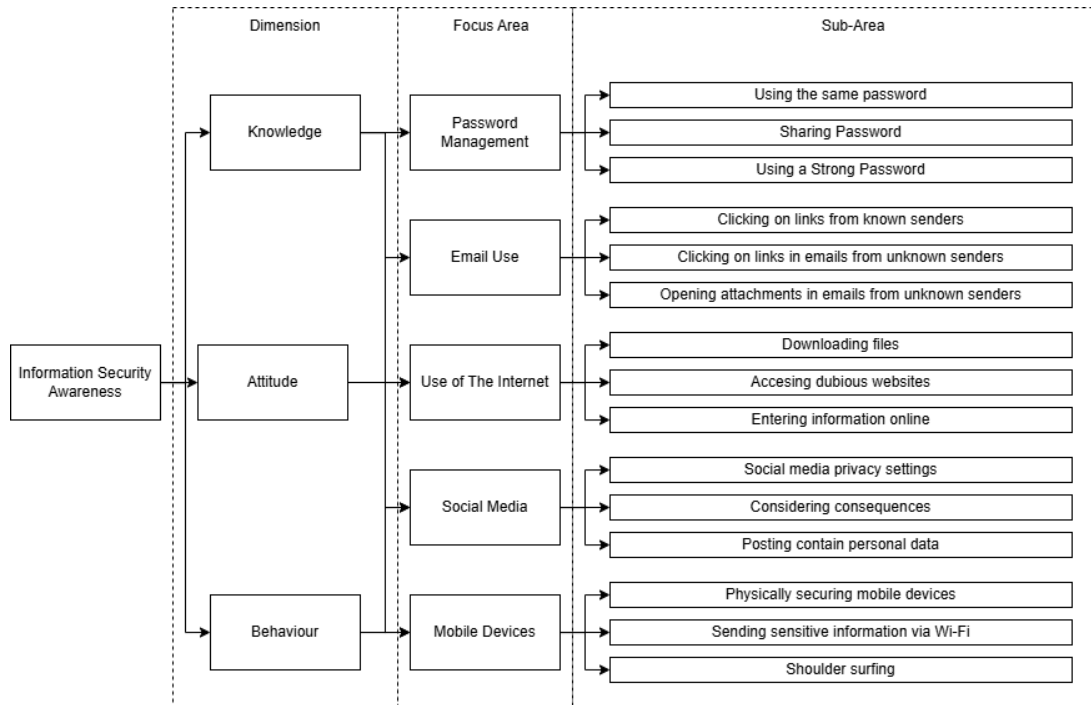 Dimension
Focus Area
Sub-Area
Knowledge
Password
Management
Using the same password
Sharing Password
Using a Strong Password
Email Use
Clicking on links from known senders
Clicking on links in emails from unknown senders
Opening attachments in emails from unknown senders
Information Security
Awareness
Attitude
Use of The Internet
Downloading files
Accesing dubious websites
Entering information online
Social Media
Social media privacy settings
Considering consequences
Posting contain personal data
Behaviour
Mobile Devices
Physically securing mobile devices
Sending sensitive information via Wi-Fi
Shoulder surfing